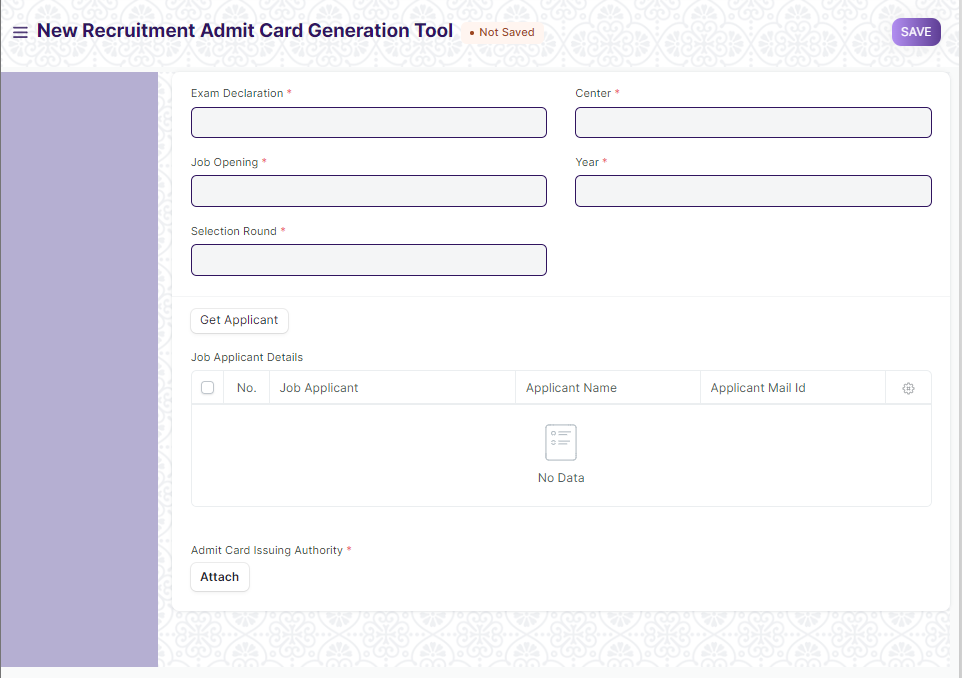 New Recruitment Admit Card Generation Tool
Not Saved
SAVE
Exam Declaration *
Center *
Job Opening *
Year *
Selection Round *
Get Applicant
Job Applicant Details
No. Job Applicant Applicant Name Applicant Mail Id
No Data
Admit Card Issuing Authority *
Attach